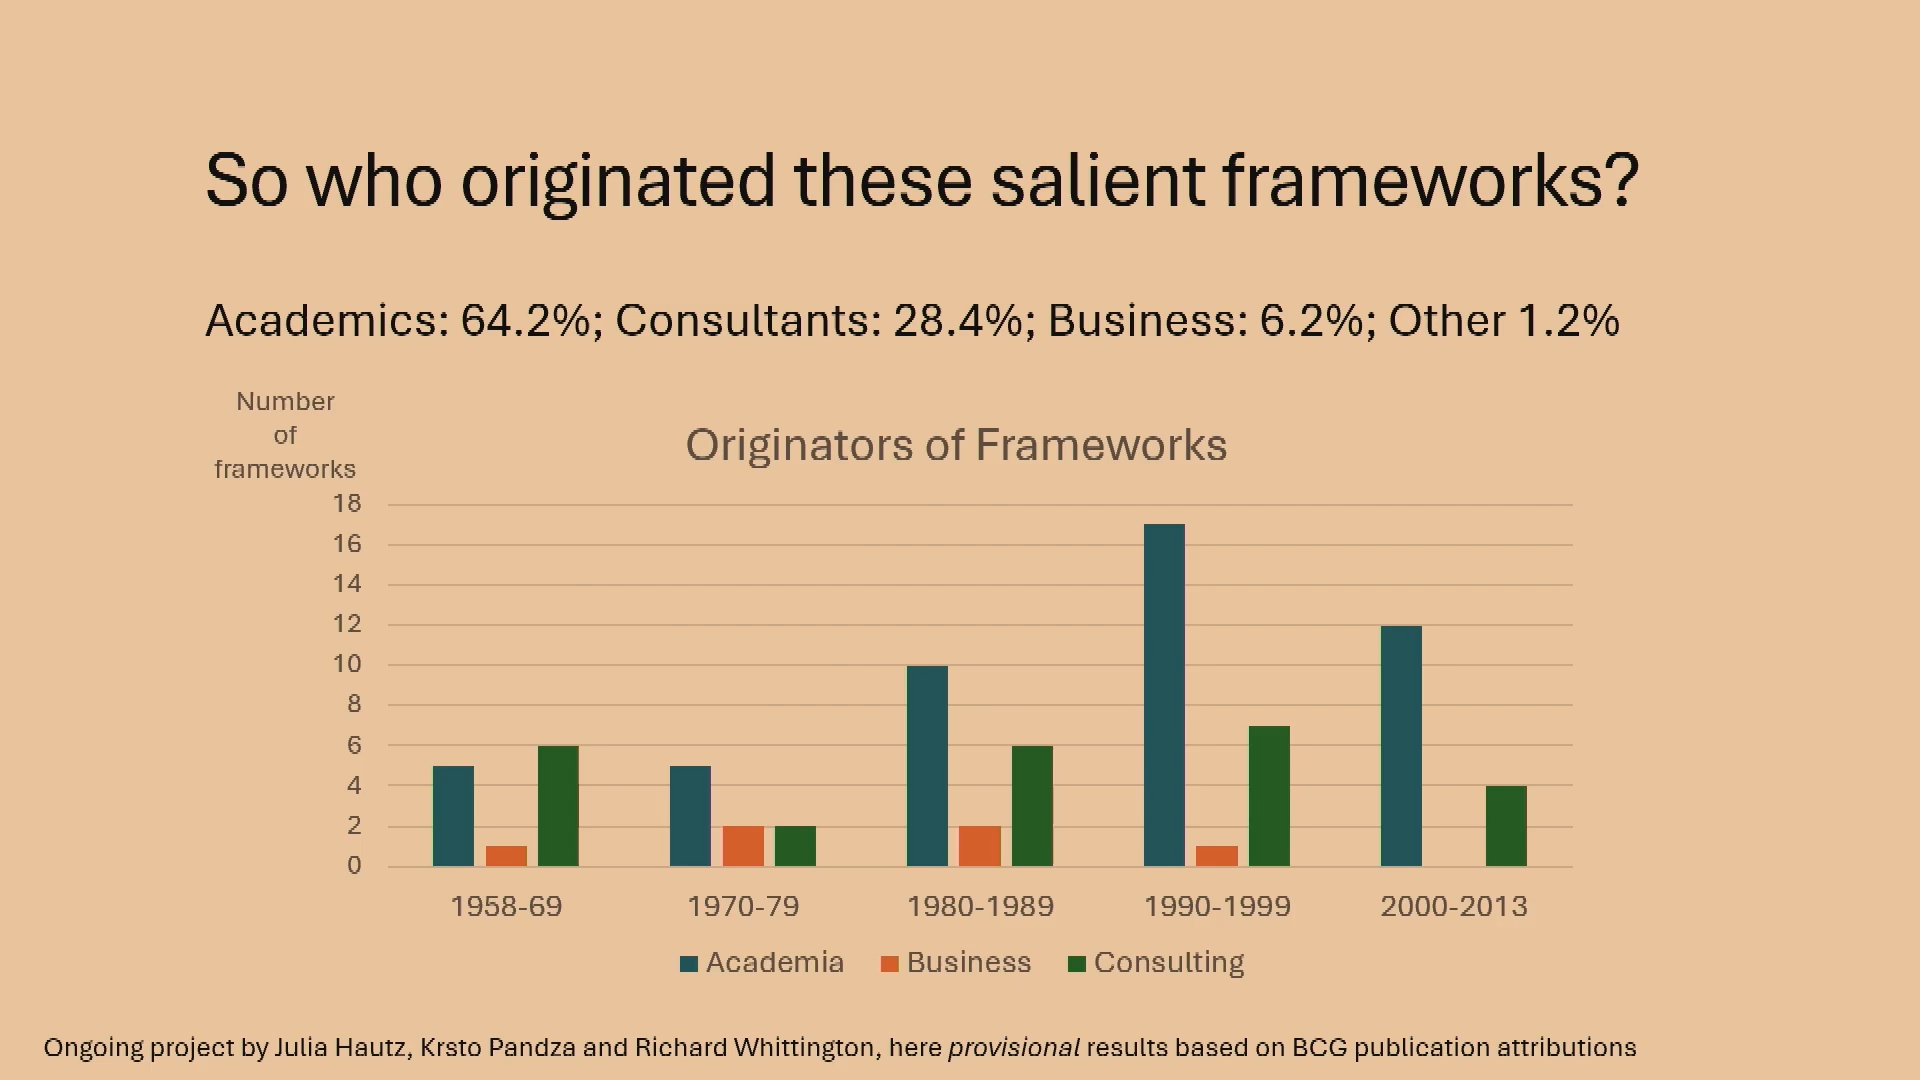 So who originated these salient frameworks?
Academics: 64.2%; Consultants: 28.4%; Business: 6.2%; Other 1.2%
Number
of
frameworks
Originators of Frameworks
18
16
14
12
10
8
6
4
2
0
1958-69 1970-79 1980-1989 1990-1999 2000-2013
Academia Business Consulting
Ongoing project by Julia Hautz, Krsto Pandza and Richard Whittington, here provisional results based on BCG publication attributions